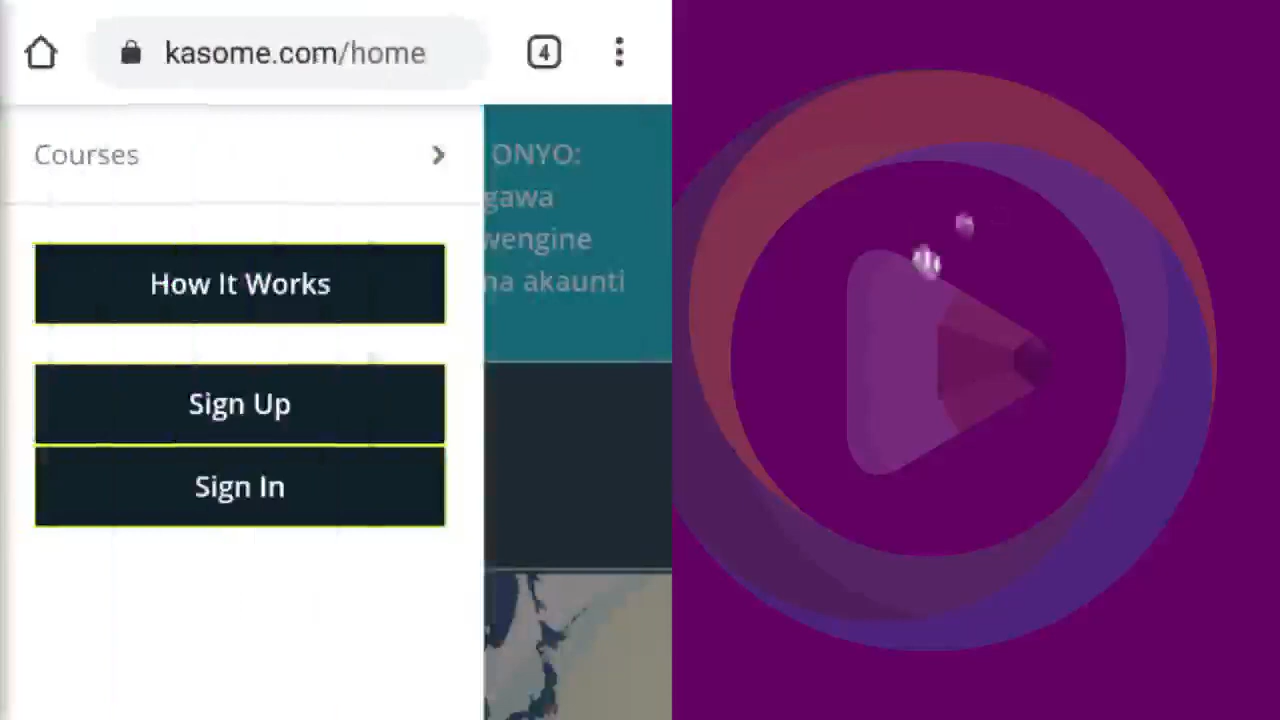 kasome.com/home
4
Courses
How It Works
Sign Up
Sign In
ONYO:
gawa
wengine
na akaunti